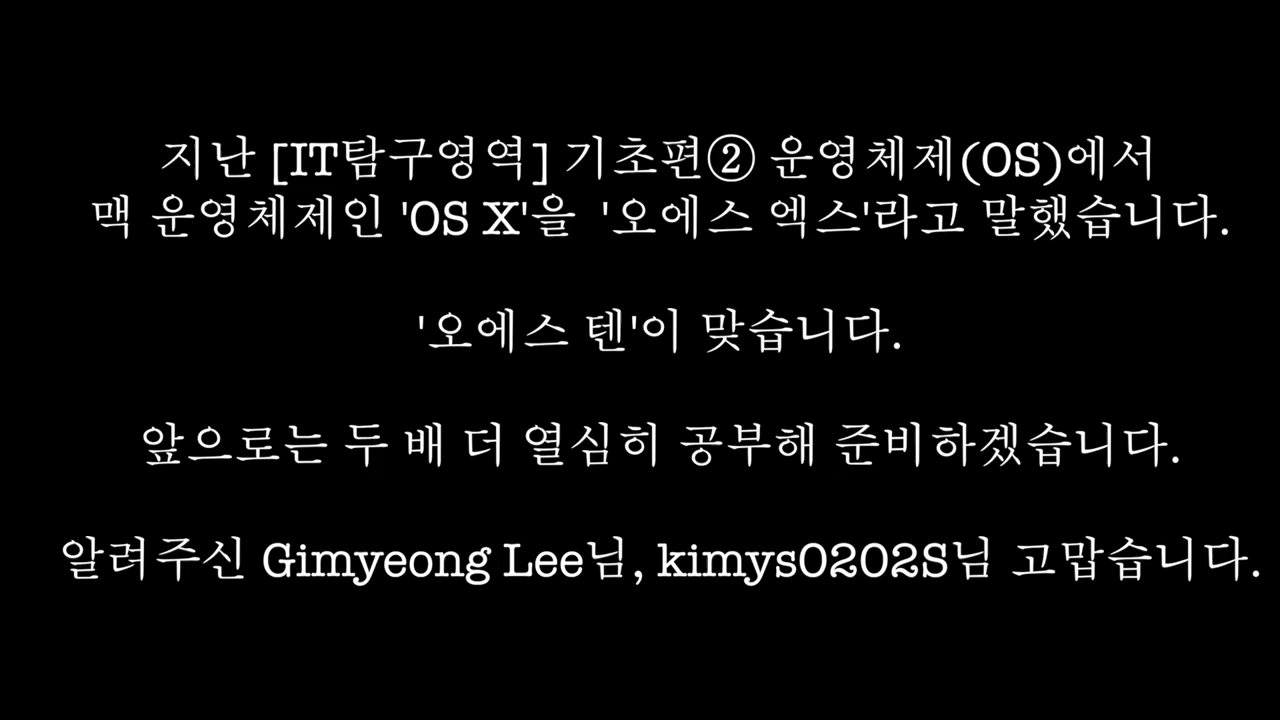 지난 [IT탐구영역] 기초편② 운영체제(OS)에서
맥 운영체제인 'OS X'을 '오에스 엑스'라고 말했습니다.
'오에스 텐'이 맞습니다.
앞으로는 두 배 더 열심히 공부해 준비하겠습니다.
알려주신 Gimyeong Lee님, kimys0202S님 고맙습니다.